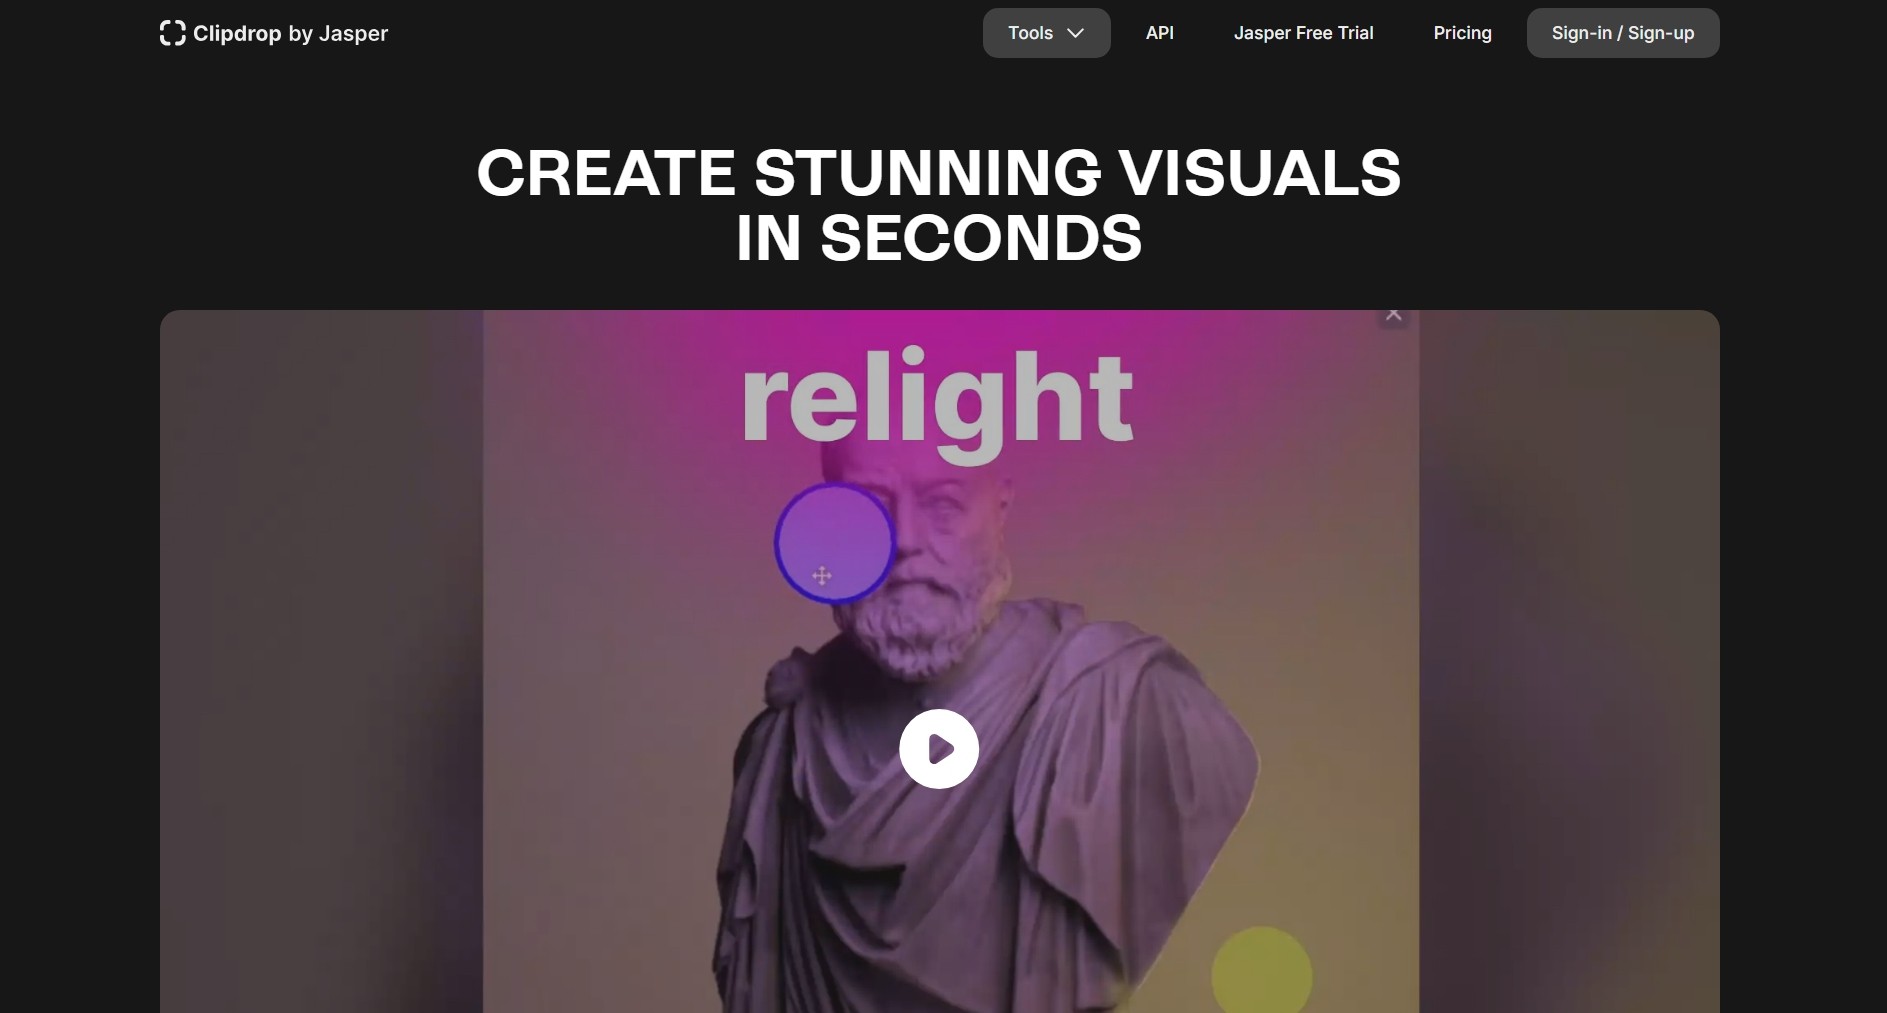 Clipdrop by Jasper
Tools
API
Jasper Free Trial
Pricing
Sign-in / Sign-up
CREATE STUNNING VISUALS
IN SECONDS
relight